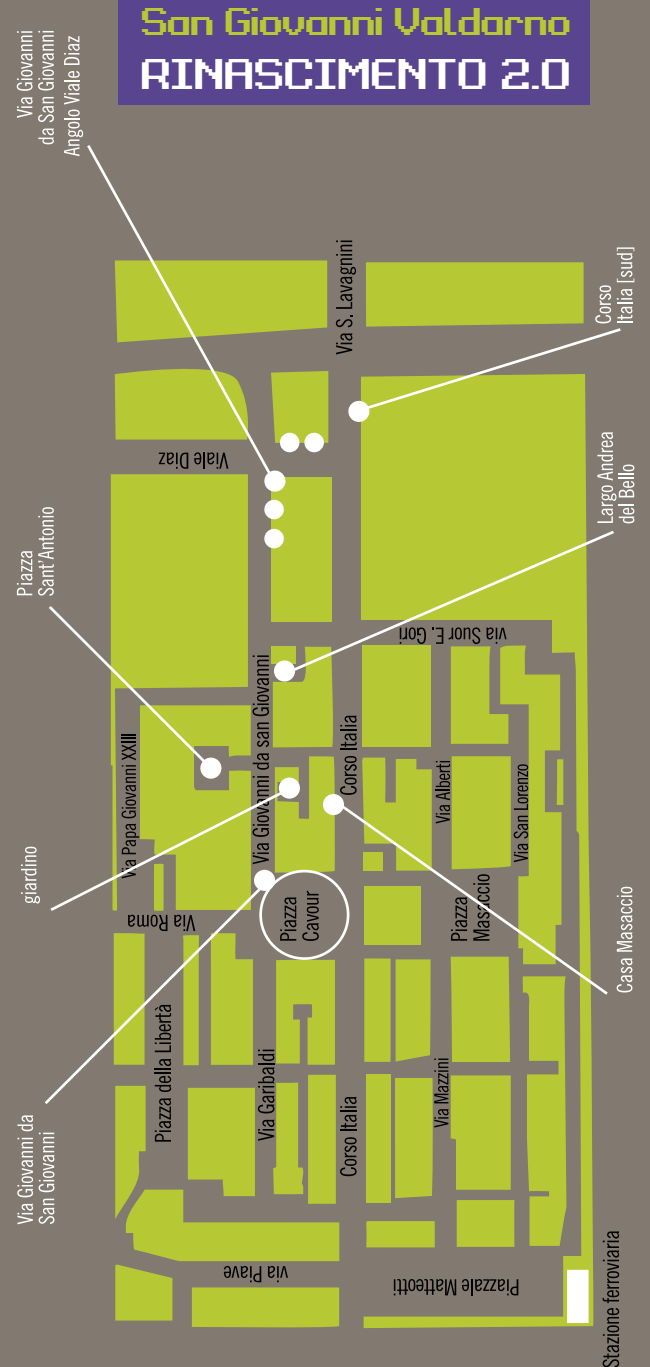 San Giovanni Valdarno
RINASCIMENTO 2.0
Via Giovanni
da San Giovanni
Angolo Viale Diaz
Via S. Lavagnini
Corso
Italia [sud]
Viale Diaz
Largo Andrea
del Bello
Piazza
Sant'Antonio
via Suor E. Gori
Via Giovanni da san Giovanni
Corso Italia
Via Papa Giovanni XXIII
Via Alberti
Via San Lorenzo
giardino
Via Roma
Piazza
Cavour
Piazza
Masaccio
Casa Masaccio
Piazza della Libertà
Via Garibaldi
Corso Italia
Via Mazzini
Via Giovanni da
San Giovanni
via Piave
Piazzale Matteotti
Stazione ferroviaria